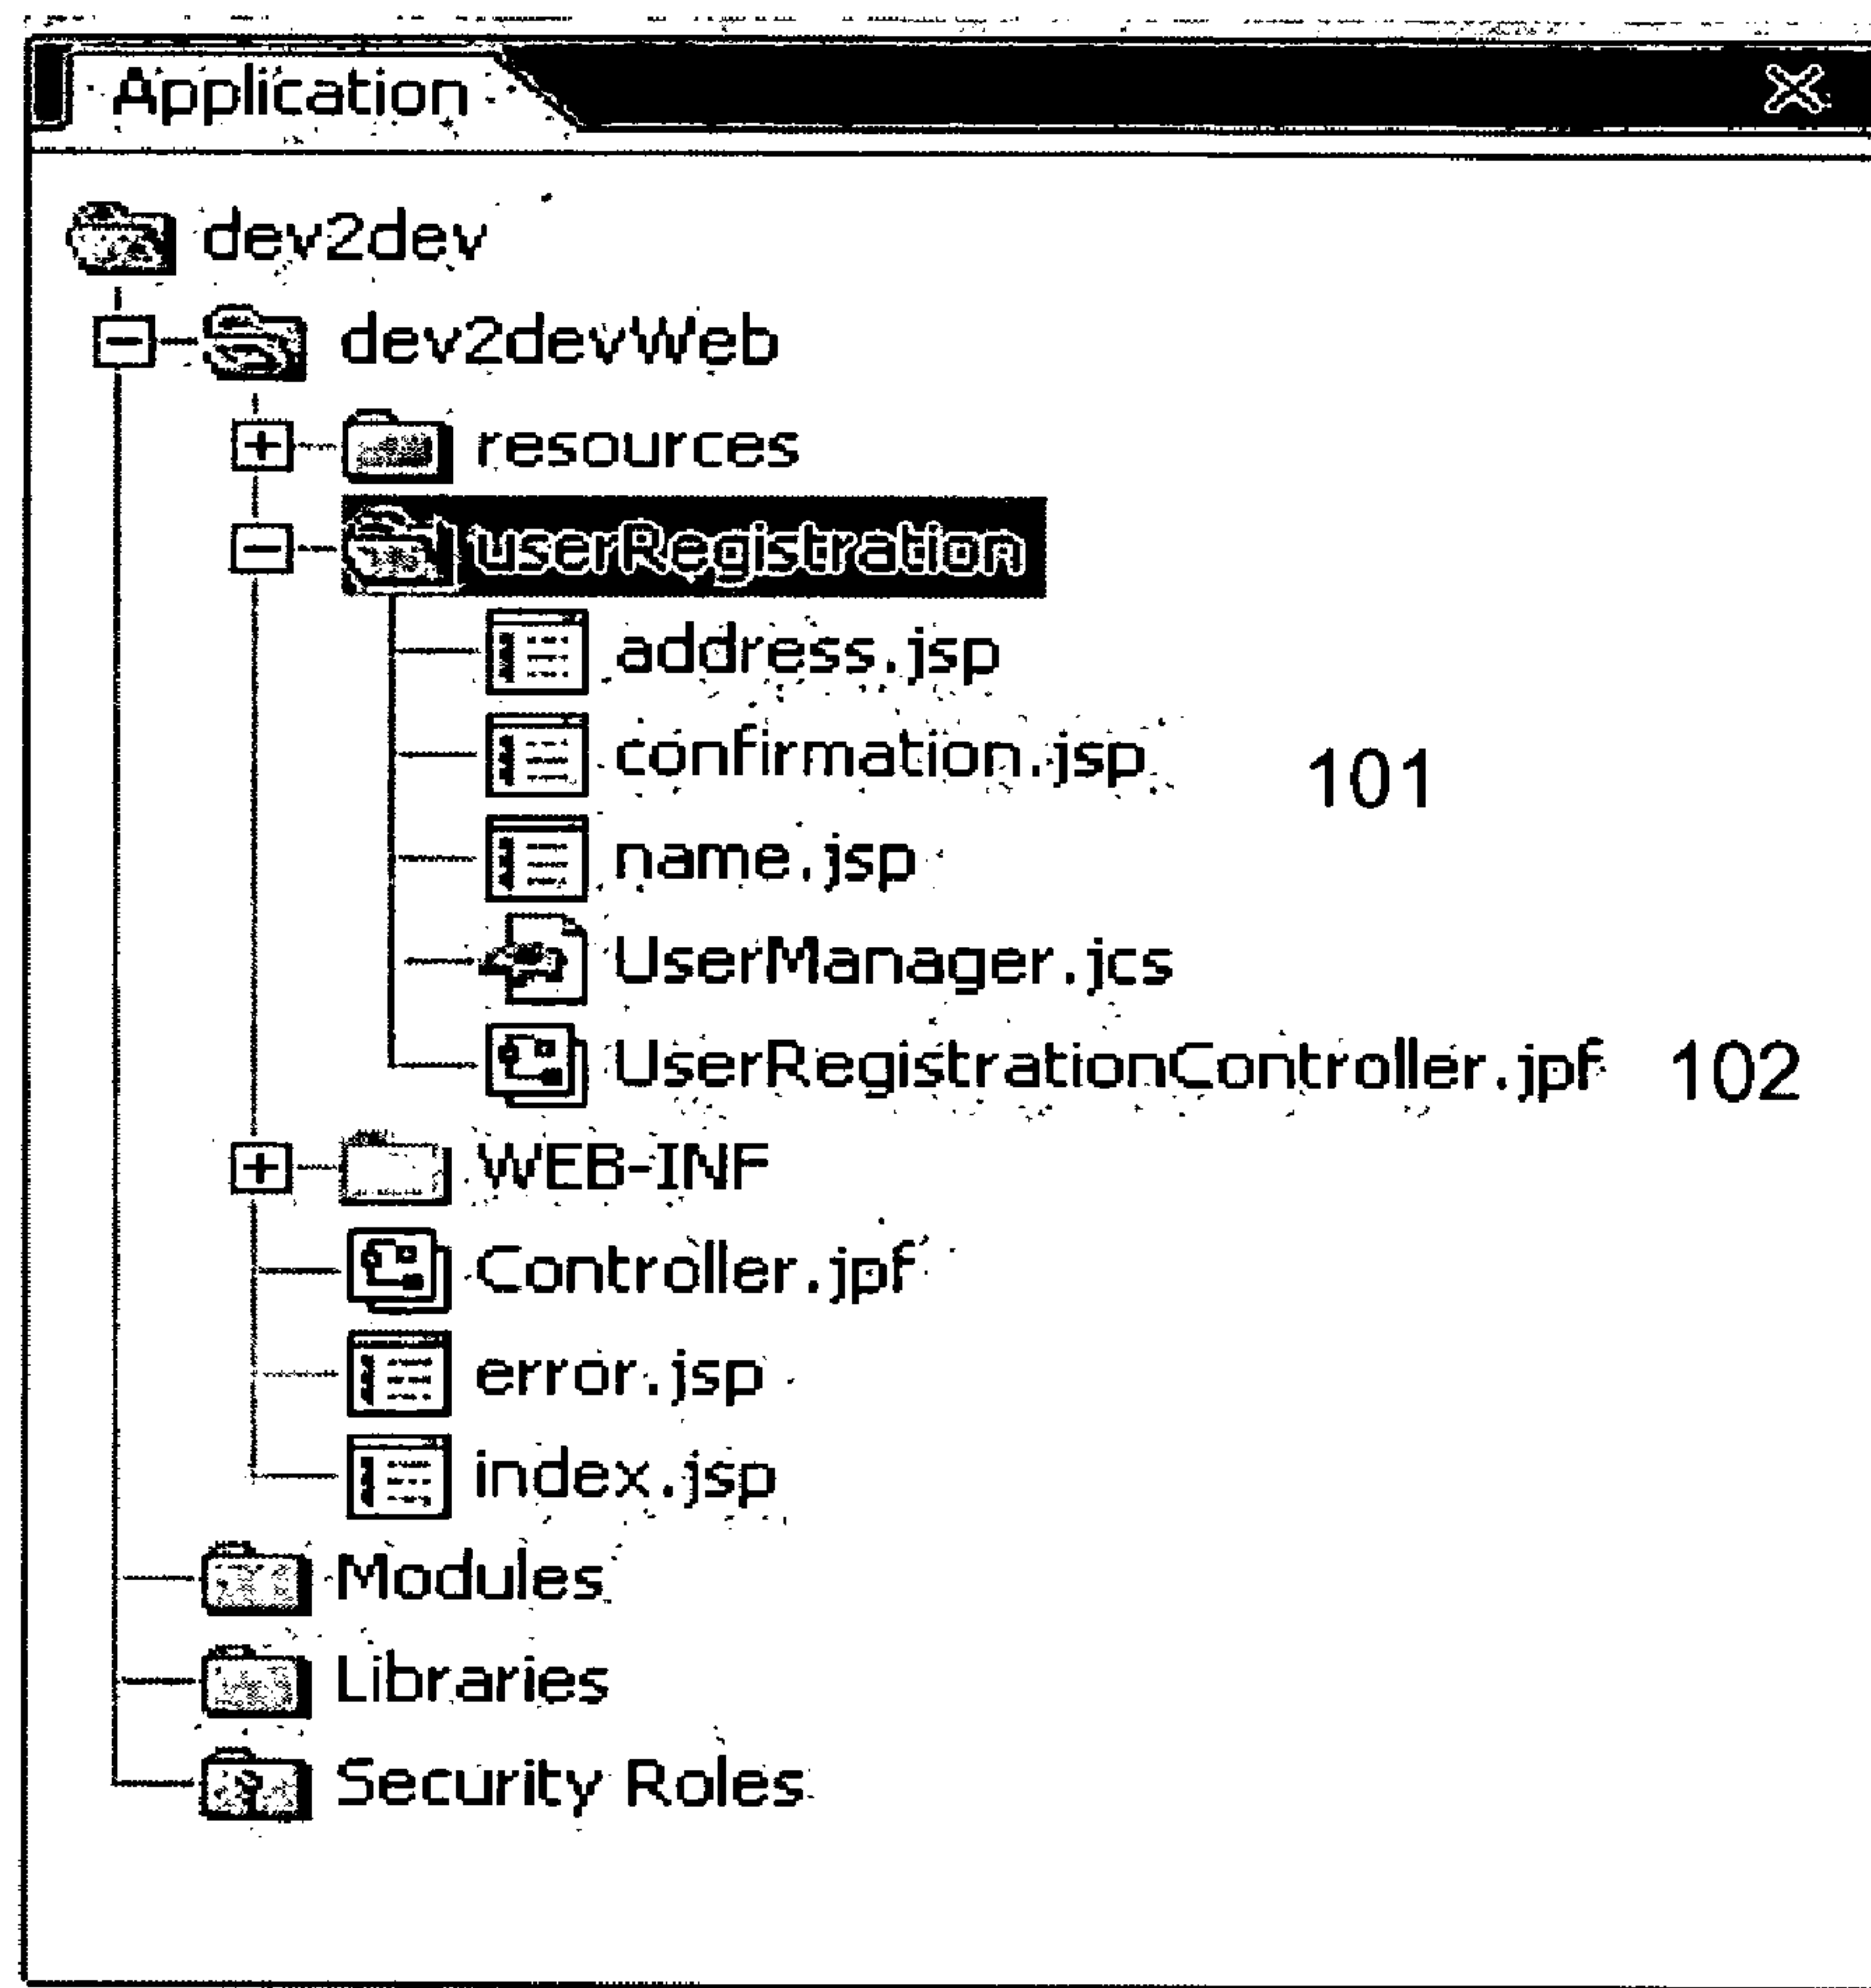 Application
dev2dev
dev2devWeb
resources
userRegistration
address.jsp
confirmation.jsp 101
name.jsp
UserManager.jcs
UserRegistrationController.jpf 102
WEB-INF
Controller.jpf
error.jsp
index.jsp
Modules
Libraries
Security Roles